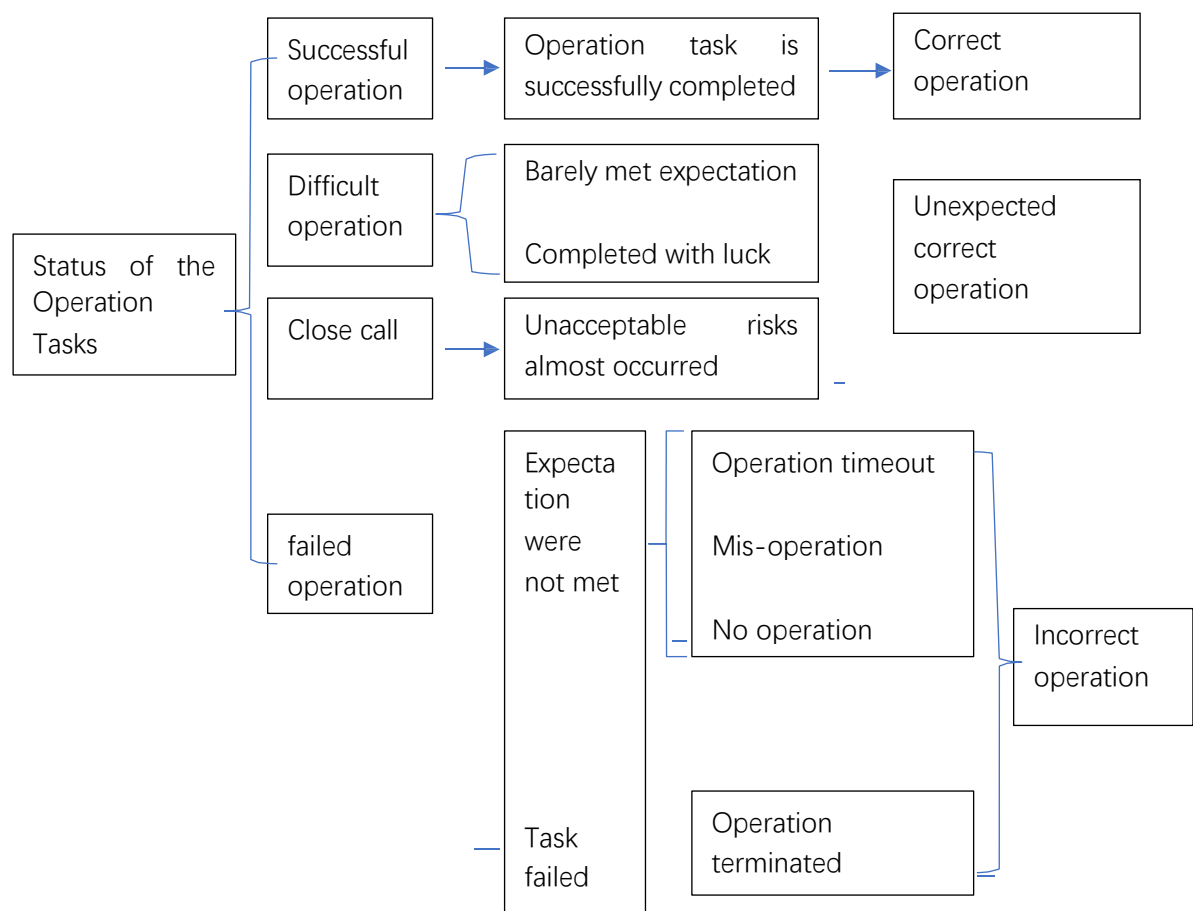 Successful
operation
Operation task is
successfully completed
Correct
operation
Difficult
operation
Barely met expectation
Completed with luck
Unexpected
correct
operation
Status of the
Operation
Tasks
Close call
Unacceptable risks
almost occurred
failed
operation
Expecta
tion
were
not met
Operation timeout
Mis-operation
No operation
Incorrect
operation
Task
failed
Operation
terminated